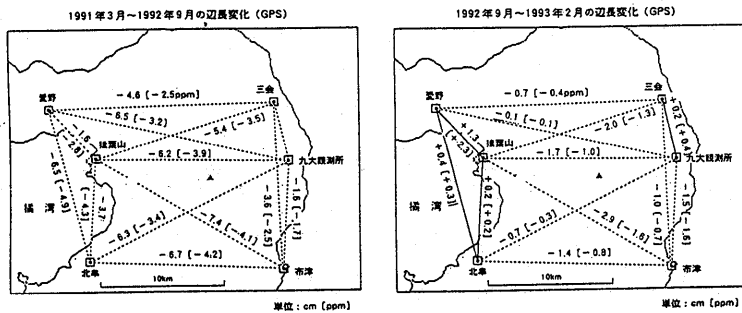 1991年3月～1992年9月の辺長変化（GPS）
愛野
三会
－4.6［－2.5ppm］
－6.5［－3.2］
－5.4［－3.5］
－1.6
［－2.8］
猿葉山
－6.2［－3.9］
九大観測所
－6.5［－4.9］
－3.7
［－4.3］
橘湾
－6.3［－3.4］
－7.4［－4.1］
－3.6［－2.5］
－1.6［－1.7］
－6.7［－4.2］
北串
布津
10km
単位：cm［ppm］
1992年9月～1993年2月の辺長変化（GPS）
愛野
三会
－0.7［－0.4ppm］
－0.1［－0.1］
－2.0［－1.3］
＋0.2［＋0.4］
＋1.3
［＋2.3］
猿葉山
－1.7［－1.0］
九大観測所
＋0.4［＋0.3］
＋0.2［＋0.2］
橘湾
－0.7［－0.3］
－2.9［－1.6］
－1.0［－0.7］
－1.5［－1.6］
－1.4［－0.8］
北串
布津
10km
単位：cm［ppm］